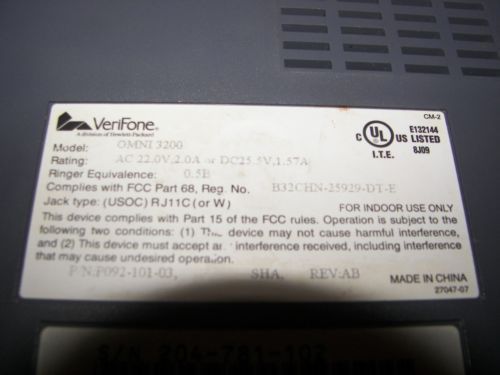 CM-2
VeriFone
A division of Hewlett-Packard
Model: OMNI 3200
Rating: AC 22.0V,2.0A or DC25.5V,1.57A
Ringer Equivalence: 0.5B
Complies with FCC Part 68, Reg. No. B32CHN-25929-DT-E
Jack type: (USOC) RJ11C (or W)
C UL US LISTED
E132144
I.T.E. 8J09
FOR INDOOR USE ONLY
This device complies with Part 15 of the FCC rules. Operation is subject to the
following two conditions: (1) This device may not cause harmful interference,
and (2) This device must accept any interference received, including interference
that may cause undesired operation.
P/N.P092-101-03, SHA, REV:AB
MADE IN CHINA
27047-07
S/N 204-781-102